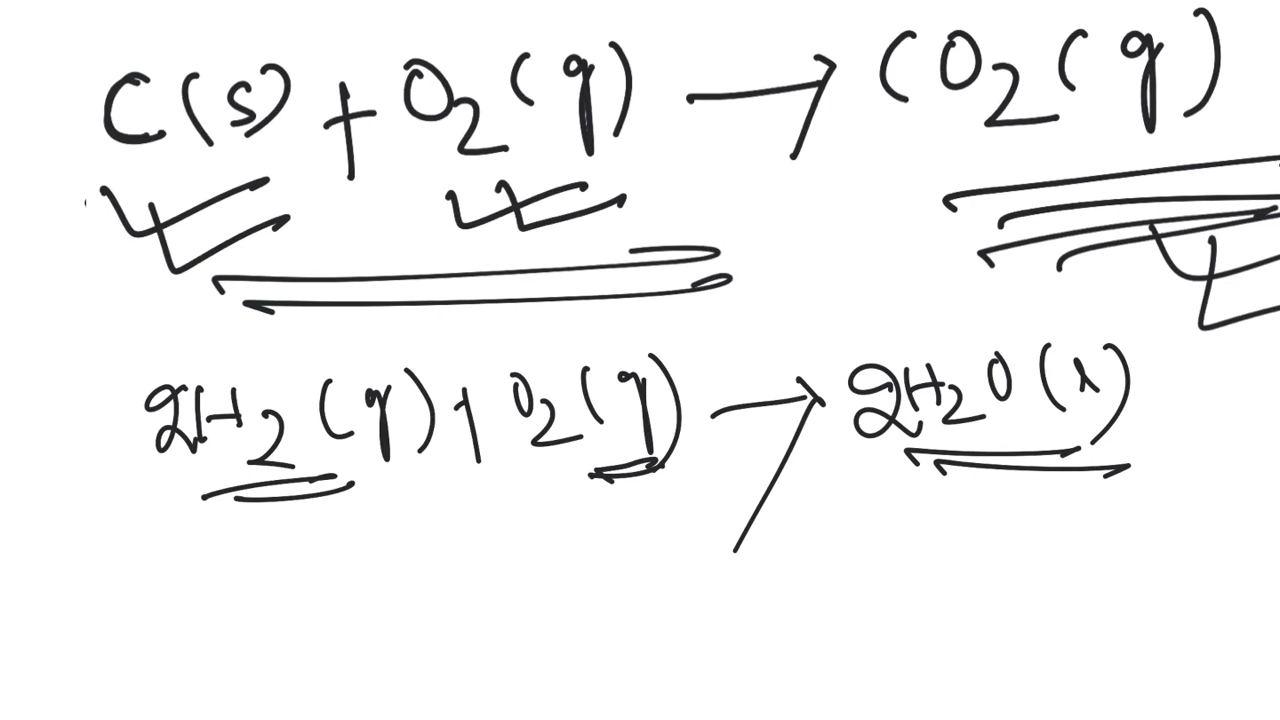 C(s) + O2(g) → CO2(g)
2H2(g) + O2(g) → 2H2O(l)